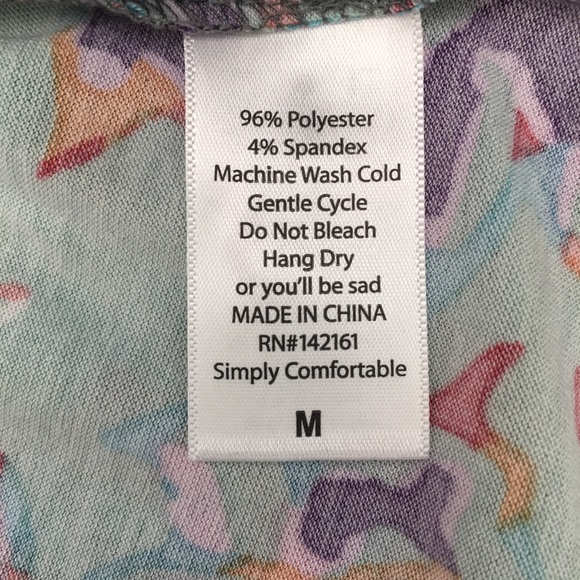 96% Polyester
4% Spandex
Machine Wash Cold
Gentle Cycle
Do Not Bleach
Hang Dry
or you'll be sad
MADE IN CHINA
RN#142161
Simply Comfortable
M